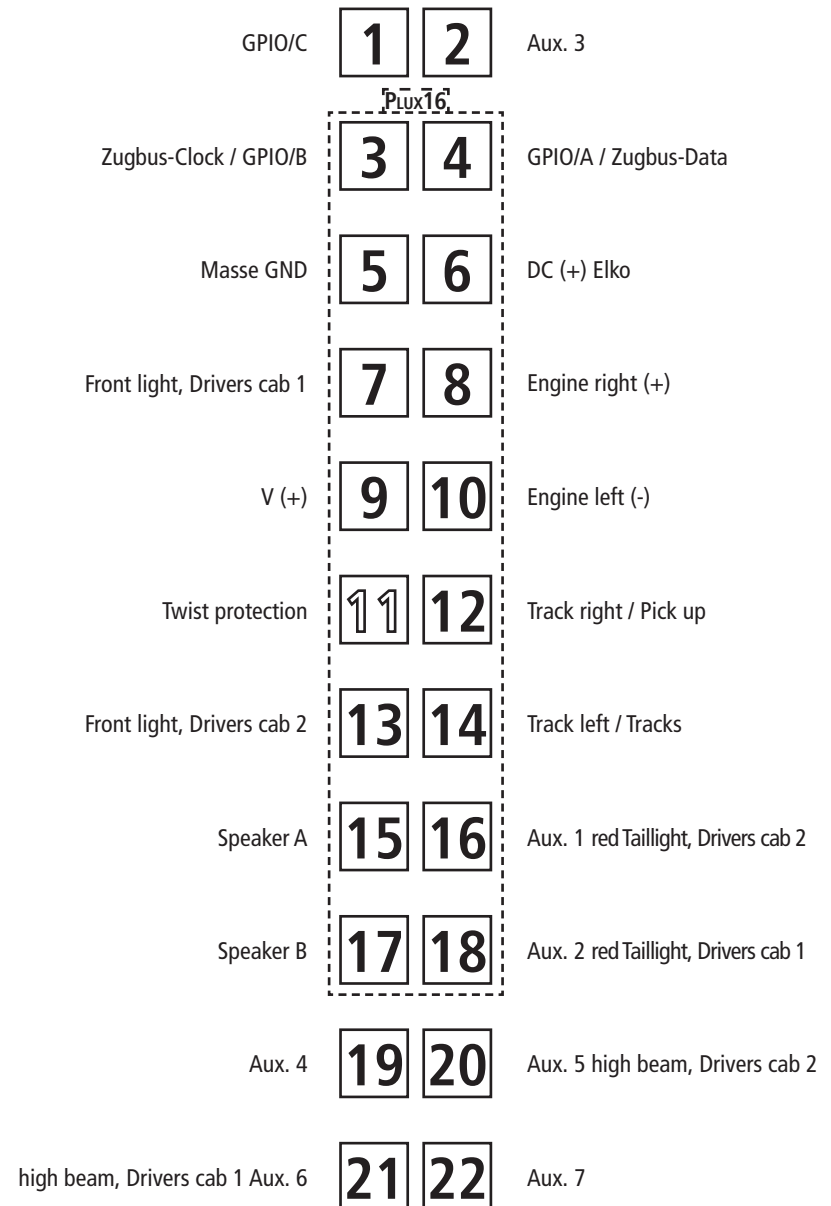 GPIO/C 1 2 Aux. 3
PLUX16
Zugbus-Clock / GPIO/B 3 4 GPIO/A / Zugbus-Data
Masse GND 5 6 DC (+) Elko
Front light, Drivers cab 1 7 8 Engine right (+)
V (+) 9 10 Engine left (-)
Twist protection 11 12 Track right / Pick up
Front light, Drivers cab 2 13 14 Track left / Tracks
Speaker A 15 16 Aux. 1 red Taillight, Drivers cab 2
Speaker B 17 18 Aux. 2 red Taillight, Drivers cab 1
Aux. 4 19 20 Aux. 5 high beam, Drivers cab 2
high beam, Drivers cab 1 Aux. 6 21 22 Aux. 7